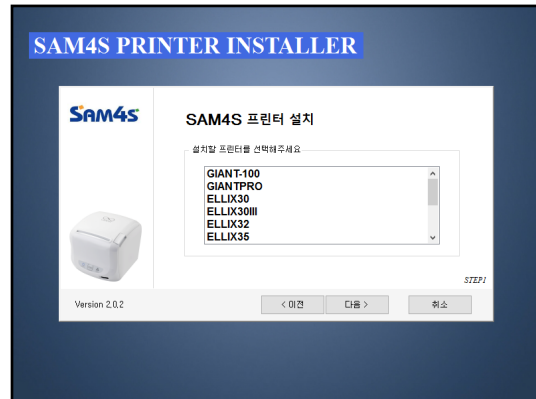 SAM4S PRINTER INSTALLER
SAM4S
SAM4S 프린터 설치
설치할 프린터를 선택해주세요
GIANT-100
GIANTPRO
ELLIX30
ELLIX30III
ELLIX32
ELLIX35
STEP1
Version 2.0.2
< 이전
다음 >
취소